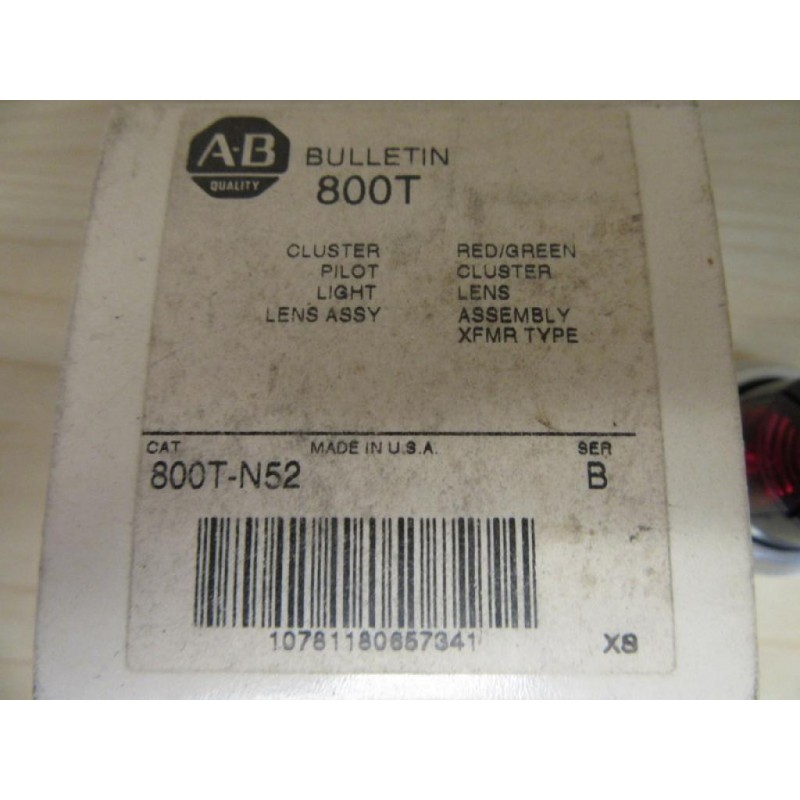 A-B
QUALITY
BULLETIN
800T
CLUSTER
PILOT
LIGHT
LENS ASSY
RED/GREEN
CLUSTER
LENS
ASSEMBLY
XFMR TYPE
CAT
MADE IN U.S.A.
SER
800T-N52
B
10781180657341
X8